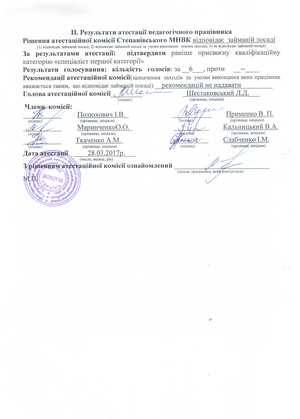 ІІ. Результати атестації педагогічного працівника
Рішення атестаційної комісії Степанівського МНВК відповідає займаній посаді
1) відповідає займаній посаді; 2) відповідає займаній посаді за умови виконання певних заходів; 3) не відповідає займаній посаді
За результатами атестації: підтвердити раніше присвоєну кваліфікаційну
категорію «спеціаліст першої категорії»
Результати голосування: кількість голосів: за 6 , проти --
Рекомендації атестаційної комісії(зазначення заходів за умови виконання яких працівник
вважається таким, що відповідає займаній посаді) рекомендацій не надавати
Голова атестаційної комісії Шестаковський Л.Л.
(підпис) (прізвище, ініціали)
Члени комісії:
Полюхович І.В. Применко В. П.
(підпис) (прізвище, ініціали) (підпис) (прізвище, ініціали)
МаринченкоО.О. Кальницький В.А.
(підпис) (прізвище, ініціали) (підпис) (прізвище, ініціали)
Ткаченко А.М. Слабченко І.М.
(підпис) (прізвище, ініціали) (підпис) (прізвище, ініціали)
Дата атестації 28.03.2017р.
(число, місяць, рік)
З рішенням атестаційної комісії ознайомлений
(підпис працівника, який атестується)
М.П.